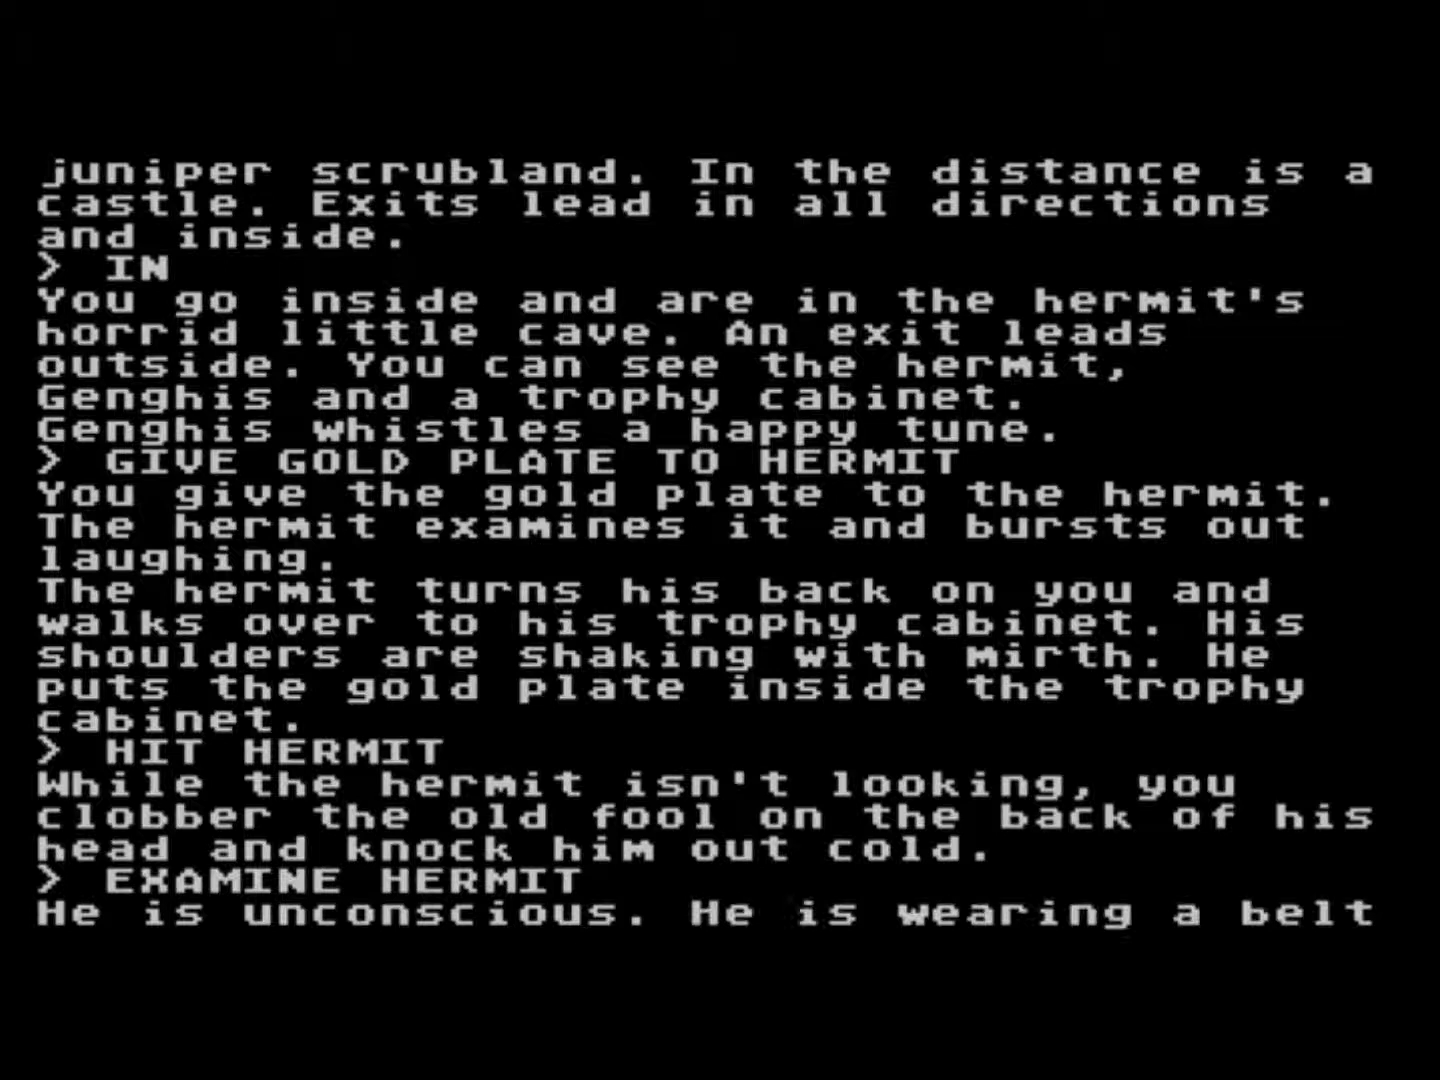 juniper scrubland. In the distance is a
castle. Exits lead in all directions
and inside.
> IN
You go inside and are in the hermit's
horrid little cave. An exit leads
outside. You can see the hermit,
Genghis and a trophy cabinet.
Genghis whistles a happy tune.
> GIVE GOLD PLATE TO HERMIT
You give the gold plate to the hermit.
The hermit examines it and bursts out
laughing.
The hermit turns his back on you and
walks over to his trophy cabinet. His
shoulders are shaking with mirth. He
puts the gold plate inside the trophy
cabinet.
> HIT HERMIT
While the hermit isn't looking, you
clobber the old fool on the back of his
head and knock him out cold.
> EXAMINE HERMIT
He is unconscious. He is wearing a belt